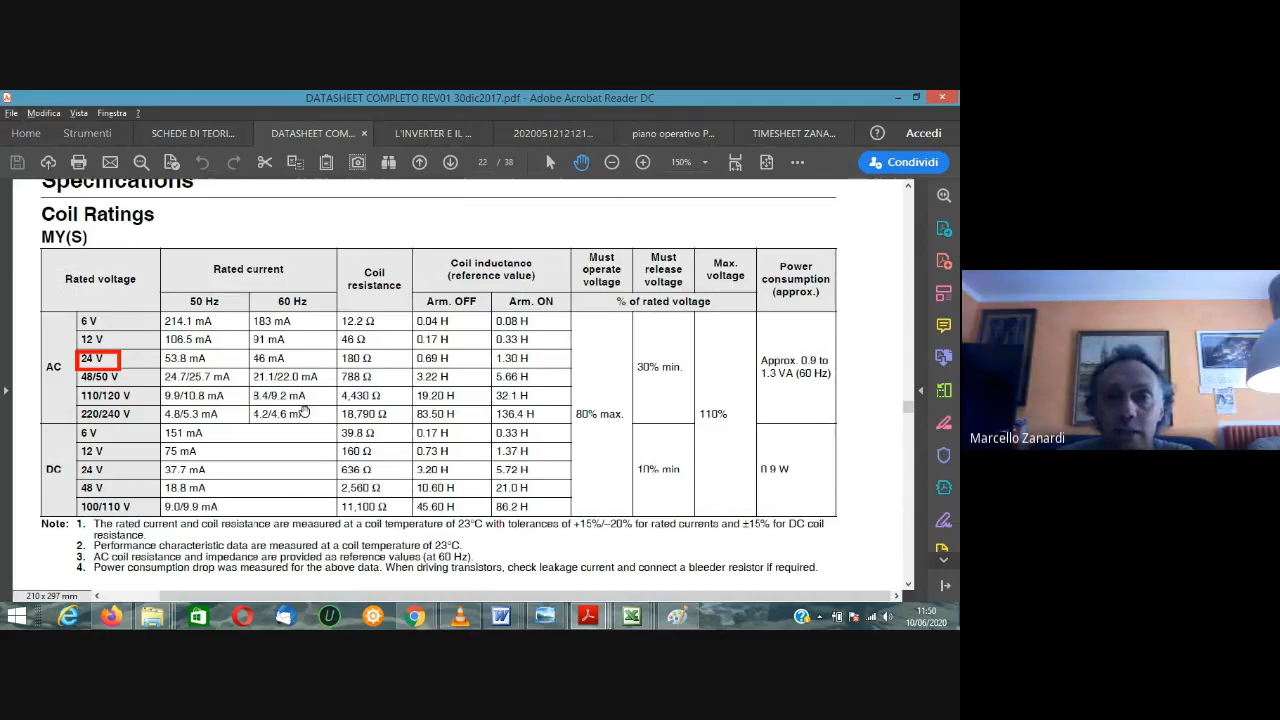 DATASHEET COMPLETO REV01 30dic2017.pdf - Adobe Acrobat Reader DC
File Modifica Vista Finestra ?
Home Strumenti SCHEDE DI TEORI... DATASHEET COM... × L'INVERTER E IL ... 2020051212121... piano operativo P... TIMESHEET ZANA... Accedi
22 / 38 150% Condividi
Specifications
Coil Ratings
MY(S)
Rated voltage Rated current Coil resistance Coil inductance (reference value) Must operate voltage Must release voltage Max. voltage Power consumption (approx.)
50 Hz 60 Hz Arm. OFF Arm. ON % of rated voltage
AC 6 V 214.1 mA 183 mA 12.2 Ω 0.04 H 0.08 H 80% max. 30% min. 110% Approx. 0.9 to 1.3 VA (60 Hz)
12 V 106.5 mA 91 mA 46 Ω 0.17 H 0.33 H
24 V 53.8 mA 46 mA 180 Ω 0.69 H 1.30 H
48/50 V 24.7/25.7 mA 21.1/22.0 mA 788 Ω 3.22 H 5.66 H
110/120 V 9.9/10.8 mA 8.4/9.2 mA 4,430 Ω 19.20 H 32.1 H
220/240 V 4.8/5.3 mA 4.2/4.6 mA 18,790 Ω 83.50 H 136.4 H
DC 6 V 151 mA 39.8 Ω 0.17 H 0.33 H 10% min 0.9 W
12 V 75 mA 160 Ω 0.73 H 1.37 H
24 V 37.7 mA 636 Ω 3.20 H 5.72 H
48 V 18.8 mA 2,560 Ω 10.60 H 21.0 H
100/110 V 9.0/9.9 mA 11,100 Ω 45.60 H 86.2 H
Note: 1. The rated current and coil resistance are measured at a coil temperature of 23°C with tolerances of +15%/–20% for rated currents and ±15% for DC coil
resistance.
2. Performance characteristic data are measured at a coil temperature of 23°C.
3. AC coil resistance and impedance are provided as reference values (at 60 Hz).
4. Power consumption drop was measured for the above data. When driving transistors, check leakage current and connect a bleeder resistor if required.
210 x 297 mm
11:50
10/06/2020
Marcello Zanardi